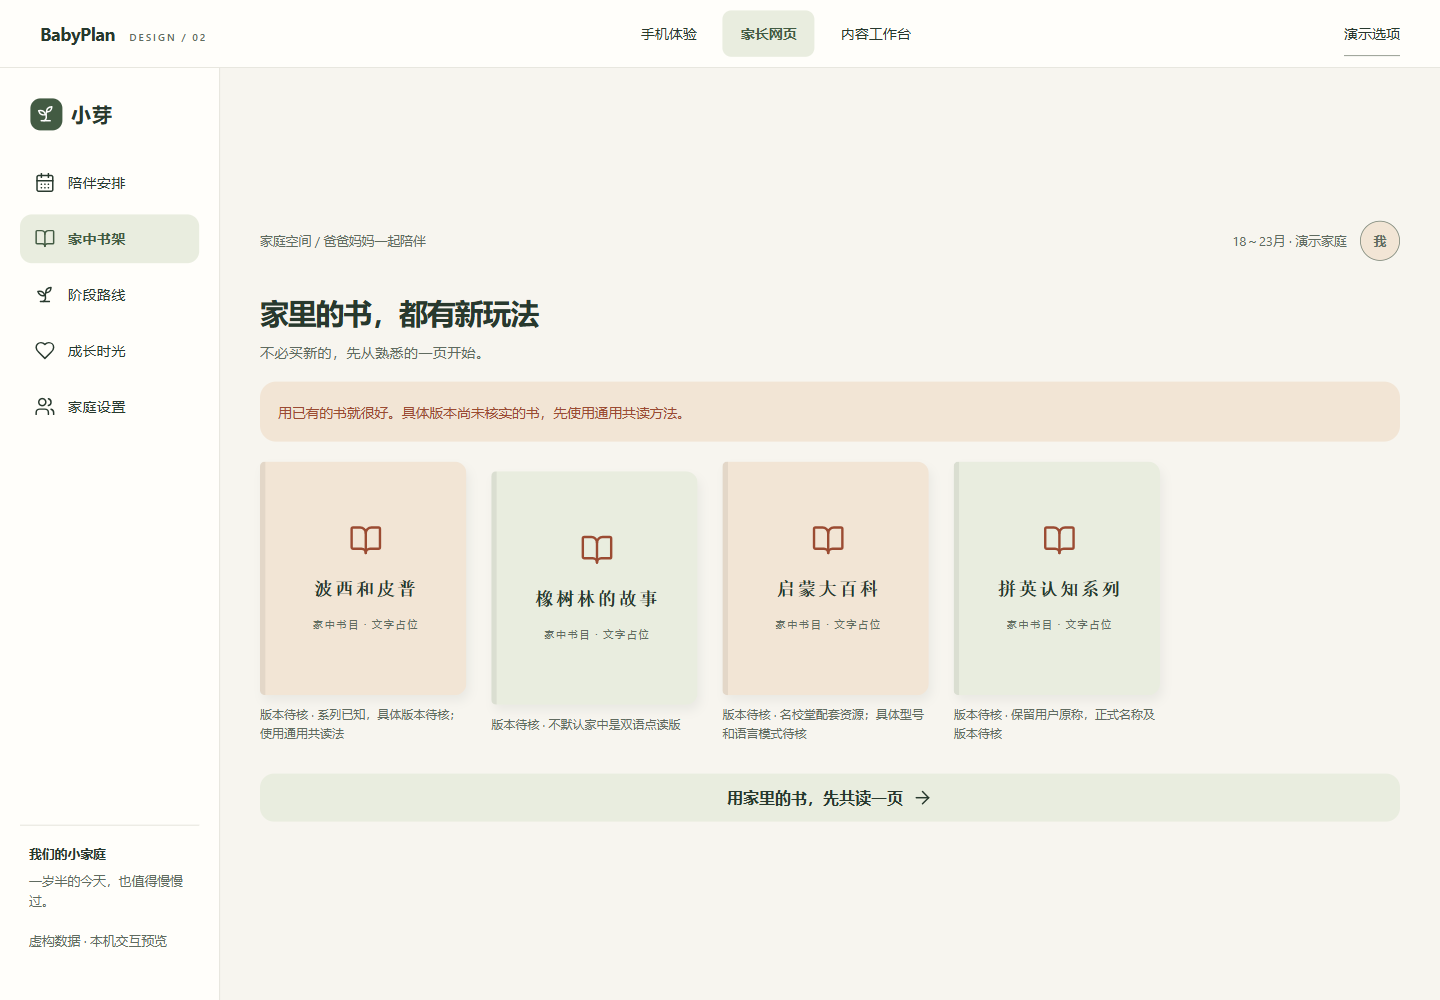 BabyPlan DESIGN / 02
手机体验
家长网页
内容工作台
演示选项
小芽
陪伴安排
家中书架
阶段路线
成长时光
家庭设置
我们的小家庭
一岁半的今天，也值得慢慢
过。
虚构数据 · 本机交互预览
家庭空间 / 爸爸妈妈一起陪伴
18～23月 · 演示家庭
我
家里的书，都有新玩法
不必买新的，先从熟悉的一页开始。
用已有的书就很好。具体版本尚未核实的书，先使用通用共读方法。
波西和皮普
家中书目 · 文字占位
版本待核 · 系列已知，具体版本待核；
使用通用共读法
橡树林的故事
家中书目 · 文字占位
版本待核 · 不默认家中是双语点读版
启蒙大百科
家中书目 · 文字占位
版本待核 · 名校堂配套资源；具体型号
和语言模式待核
拼英认知系列
家中书目 · 文字占位
版本待核 · 保留用户原称，正式名称及
版本待核
用家里的书，先共读一页